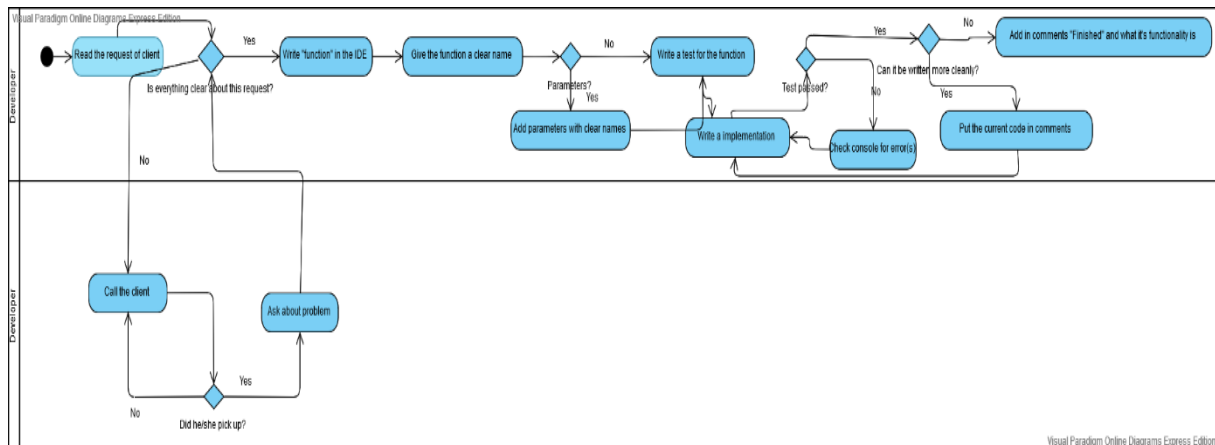 Visual Paradigm Online Diagrams Express Edition
Developer
Read the request of client
Is everything clear about this request?
Yes
No
Write "function" in the IDE
Give the function a clear name
Parameters?
No
Yes
Add parameters with clear names
Write a test for the function
Write a implementation
Test passed?
Yes
No
Check console for error(s)
Can it be written more cleanly?
No
Yes
Add in comments "Finished" and what it's functionality is
Put the current code in comments
Developer
Call the client
Did he/she pick up?
No
Yes
Ask about problem
Visual Paradigm Online Diagrams Express Edition